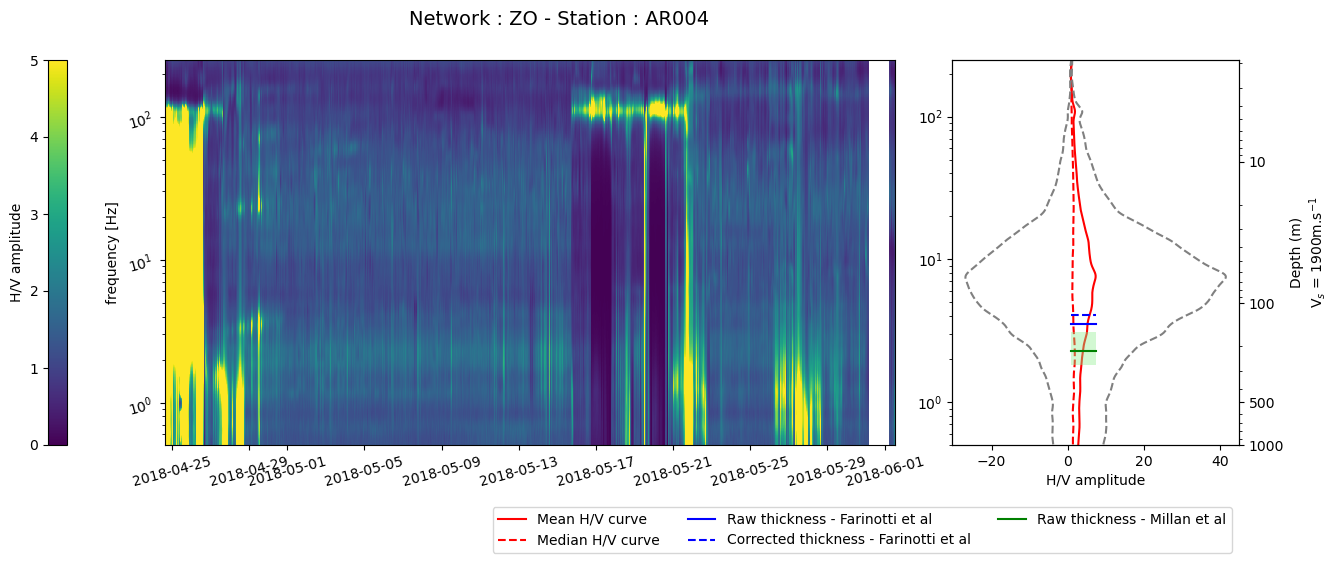 Network : ZO - Station : AR004
5
4
3
2
1
0
H/V amplitude
10²
10¹
10⁰
frequency [Hz]
2018-04-25
2018-04-29
2018-05-01
2018-05-05
2018-05-09
2018-05-13
2018-05-17
2018-05-21
2018-05-25
2018-05-29
2018-06-01
10²
10¹
10⁰
−20
0
20
40
H/V amplitude
10
100
500
1000
Depth (m)
Vₛ = 1900m.s⁻¹
Mean H/V curve
Median H/V curve
Raw thickness - Farinotti et al
Corrected thickness - Farinotti et al
Raw thickness - Millan et al